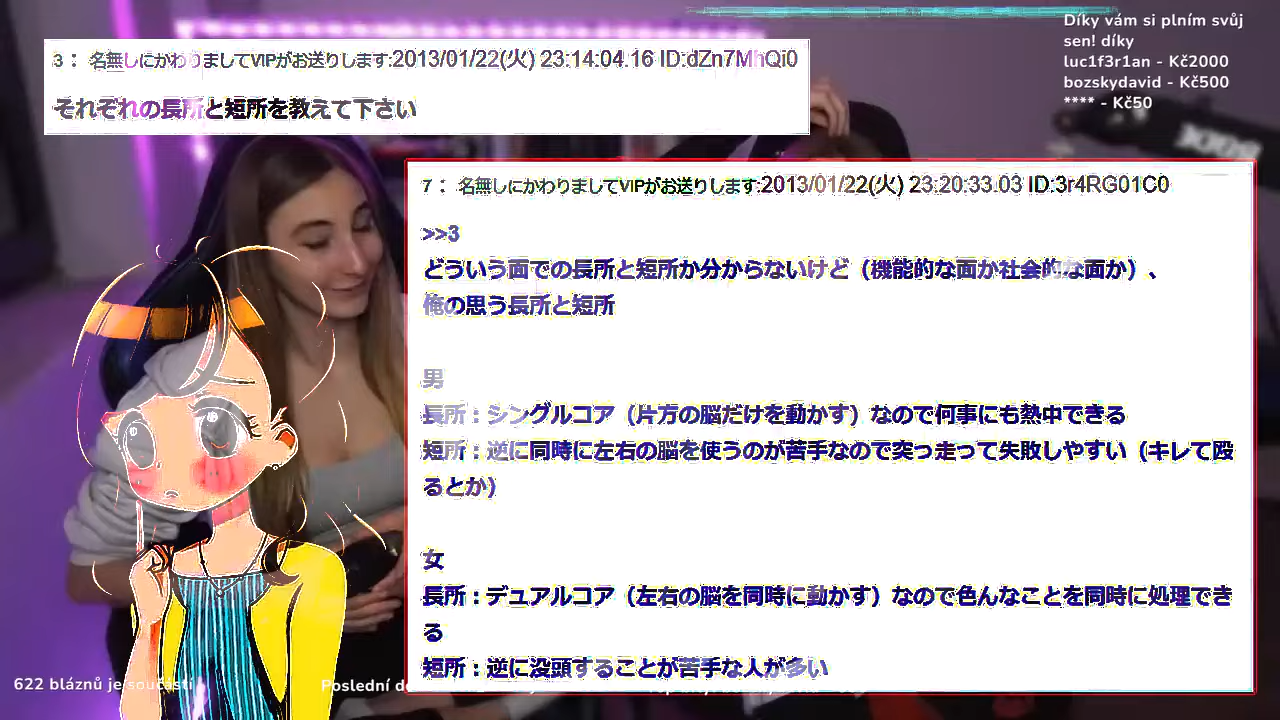 Díky vám si plním svůj
sen! díky
luc1f3r1an - Kč2000
bozskydavid - Kč500
**** - Kč50
3： 名無しにかわりましてVIPがお送りします:2013/01/22(火) 23:14:04.16 ID:dZn7MhQi0
それぞれの長所と短所を教えて下さい
7： 名無しにかわりましてVIPがお送りします:2013/01/22(火) 23:20:33.03 ID:3r4RG01C0
>>3
どういう面での長所と短所か分からないけど（機能的な面か社会的な面か）、
俺の思う長所と短所
男
長所：シングルコア（片方の脳だけを動かす）なので何事にも熱中できる
短所：逆に同時に左右の脳を使うのが苦手なので突っ走って失敗しやすい（キレて殴
るとか）
女
長所：デュアルコア（左右の脳を同時に動かす）なので色んなことを同時に処理でき
る
短所：逆に没頭することが苦手な人が多い
622 bláznů je součástí
Poslední